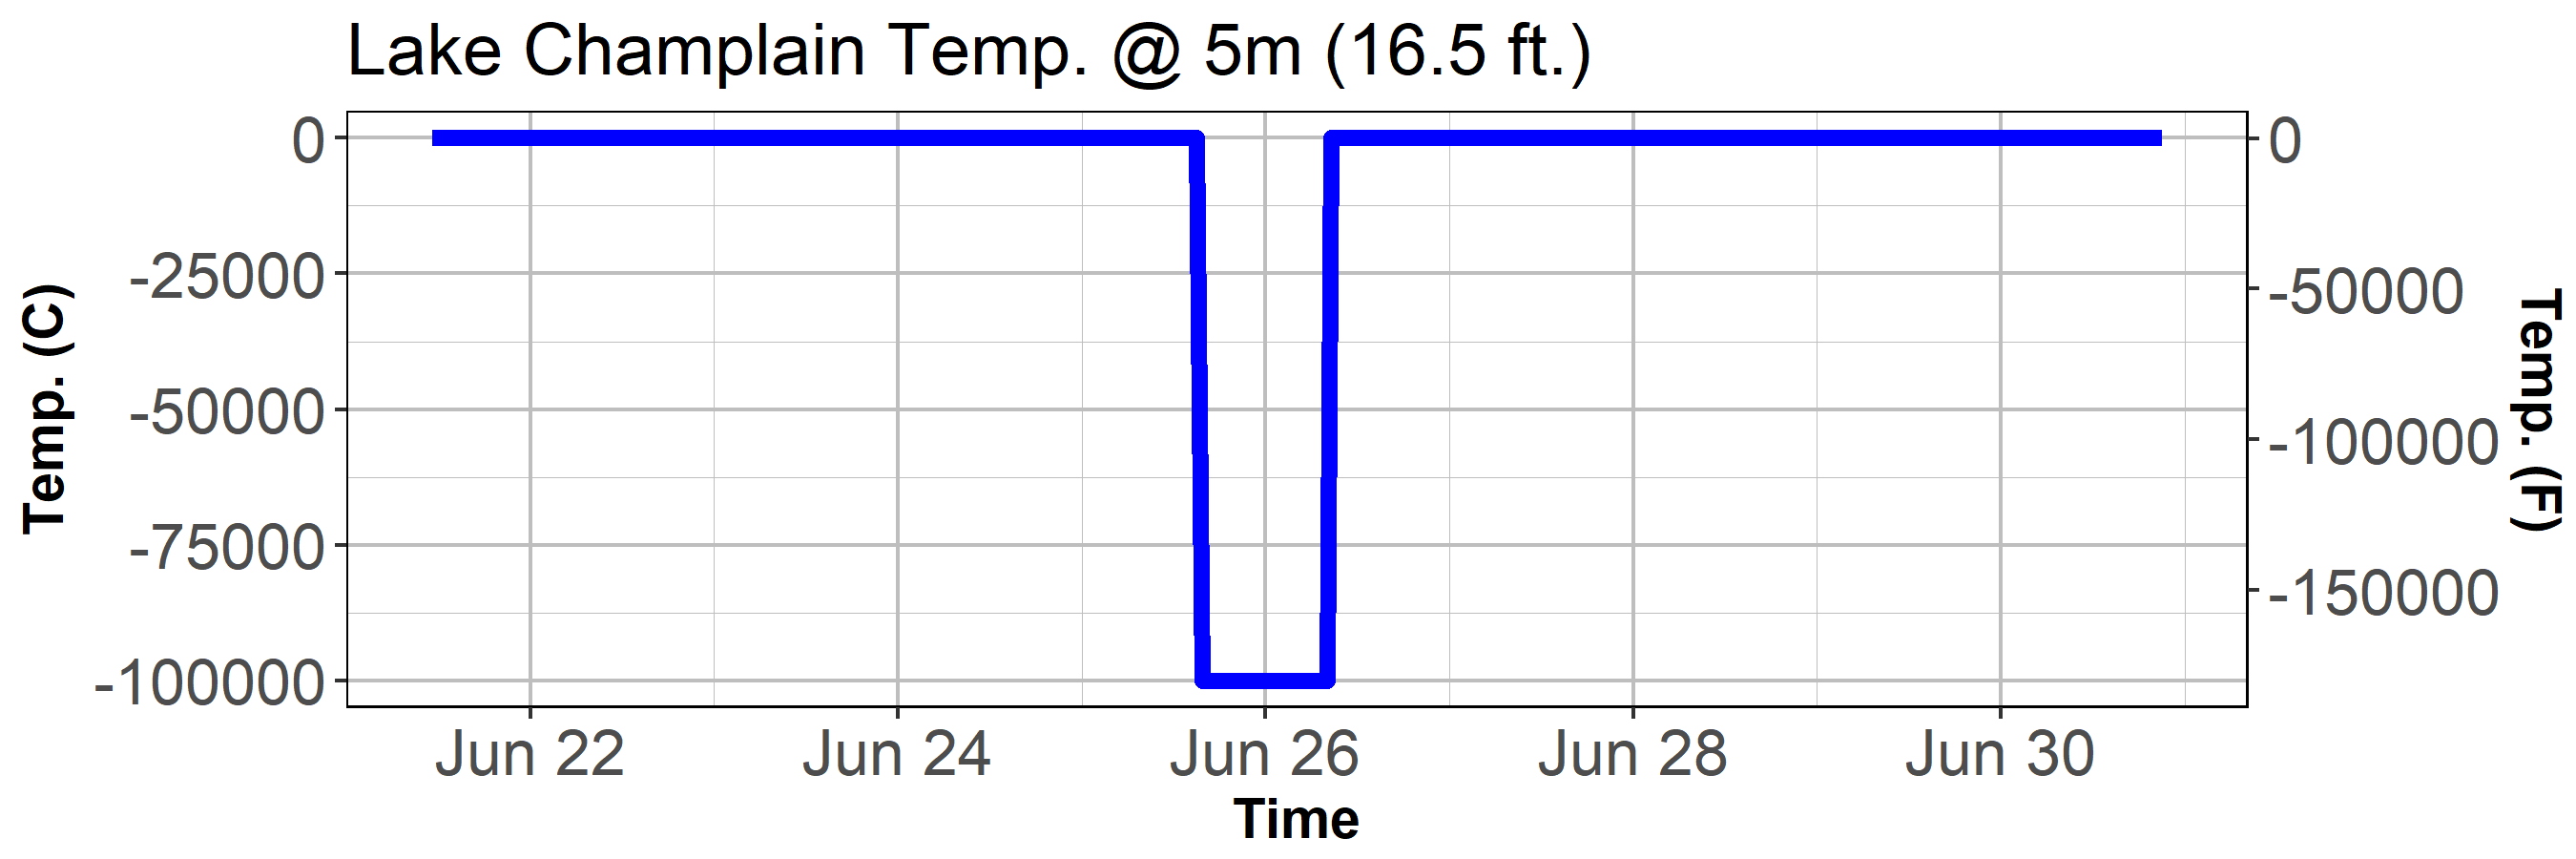 Lake Champlain Temp. @ 5m (16.5 ft.)
Temp. (C)
0
-25000
-50000
-75000
-100000
0
-50000
-100000
-150000
Temp. (F)
Jun 22 Jun 24 Jun 26 Jun 28 Jun 30
Time